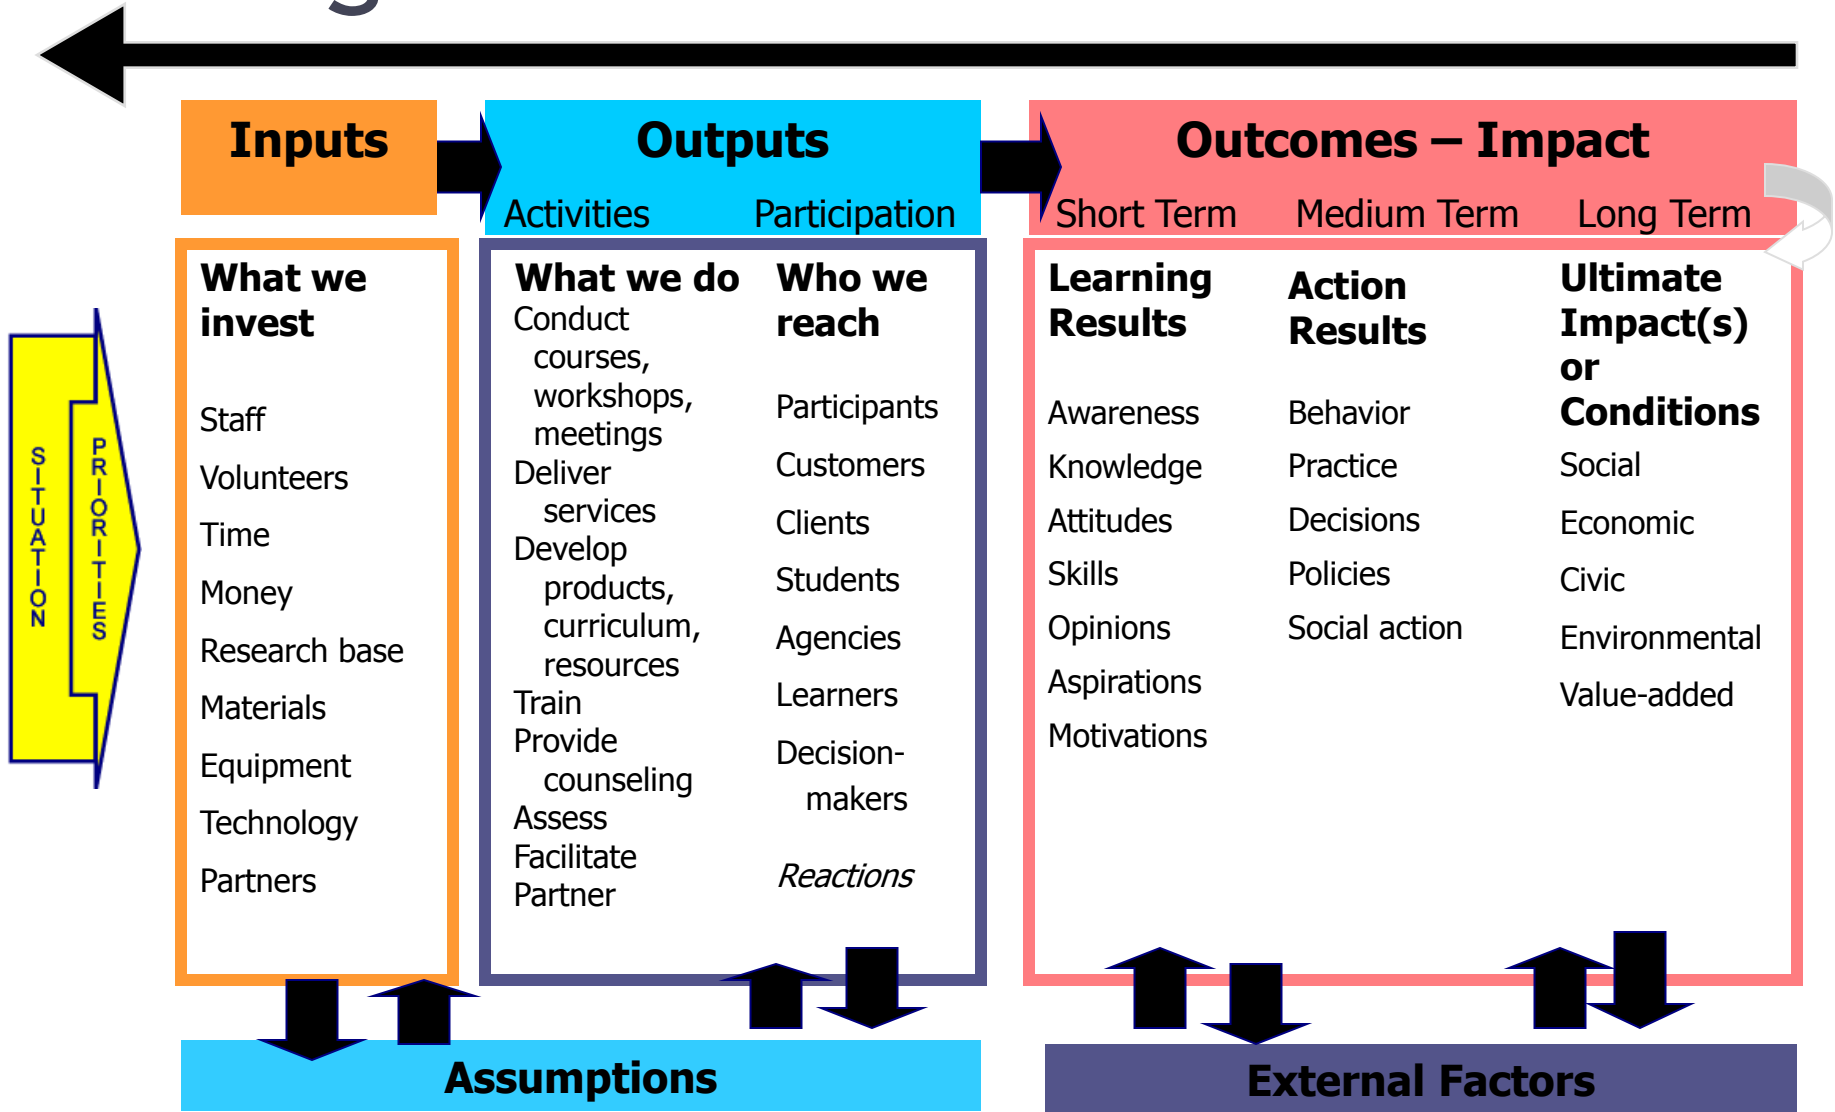 Inputs
Outputs
Activities
Participation
Outcomes – Impact
Short Term
Medium Term
Long Term
SITUATION
PRIORITIES
What we
invest
Staff
Volunteers
Time
Money
Research base
Materials
Equipment
Technology
Partners
What we do
Conduct
courses,
workshops,
meetings
Deliver
services
Develop
products,
curriculum,
resources
Train
Provide
counseling
Assess
Facilitate
Partner
Who we
reach
Participants
Customers
Clients
Students
Agencies
Learners
Decision-
makers
Reactions
Learning
Results
Awareness
Knowledge
Attitudes
Skills
Opinions
Aspirations
Motivations
Action
Results
Behavior
Practice
Decisions
Policies
Social action
Ultimate
Impact(s)
or
Conditions
Social
Economic
Civic
Environmental
Value-added
Assumptions
External Factors